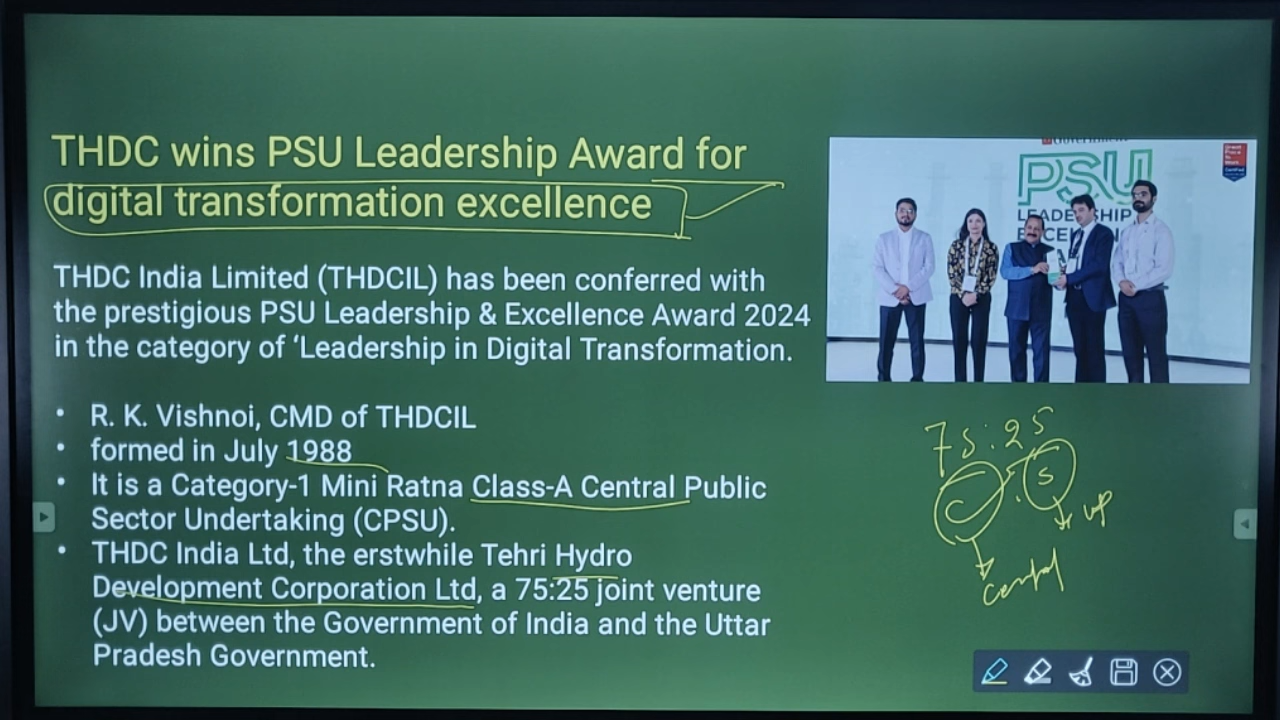 THDC wins PSU Leadership Award for
digital transformation excellence
THDC India Limited (THDCIL) has been conferred with
the prestigious PSU Leadership & Excellence Award 2024
in the category of ‘Leadership in Digital Transformation.
• R. K. Vishnoi, CMD of THDCIL
• formed in July 1988
• It is a Category-1 Mini Ratna Class-A Central Public
Sector Undertaking (CPSU).
• THDC India Ltd, the erstwhile Tehri Hydro
Development Corporation Ltd, a 75:25 joint venture
(JV) between the Government of India and the Uttar
Pradesh Government.
PSU
75:25
C : S
UP
central